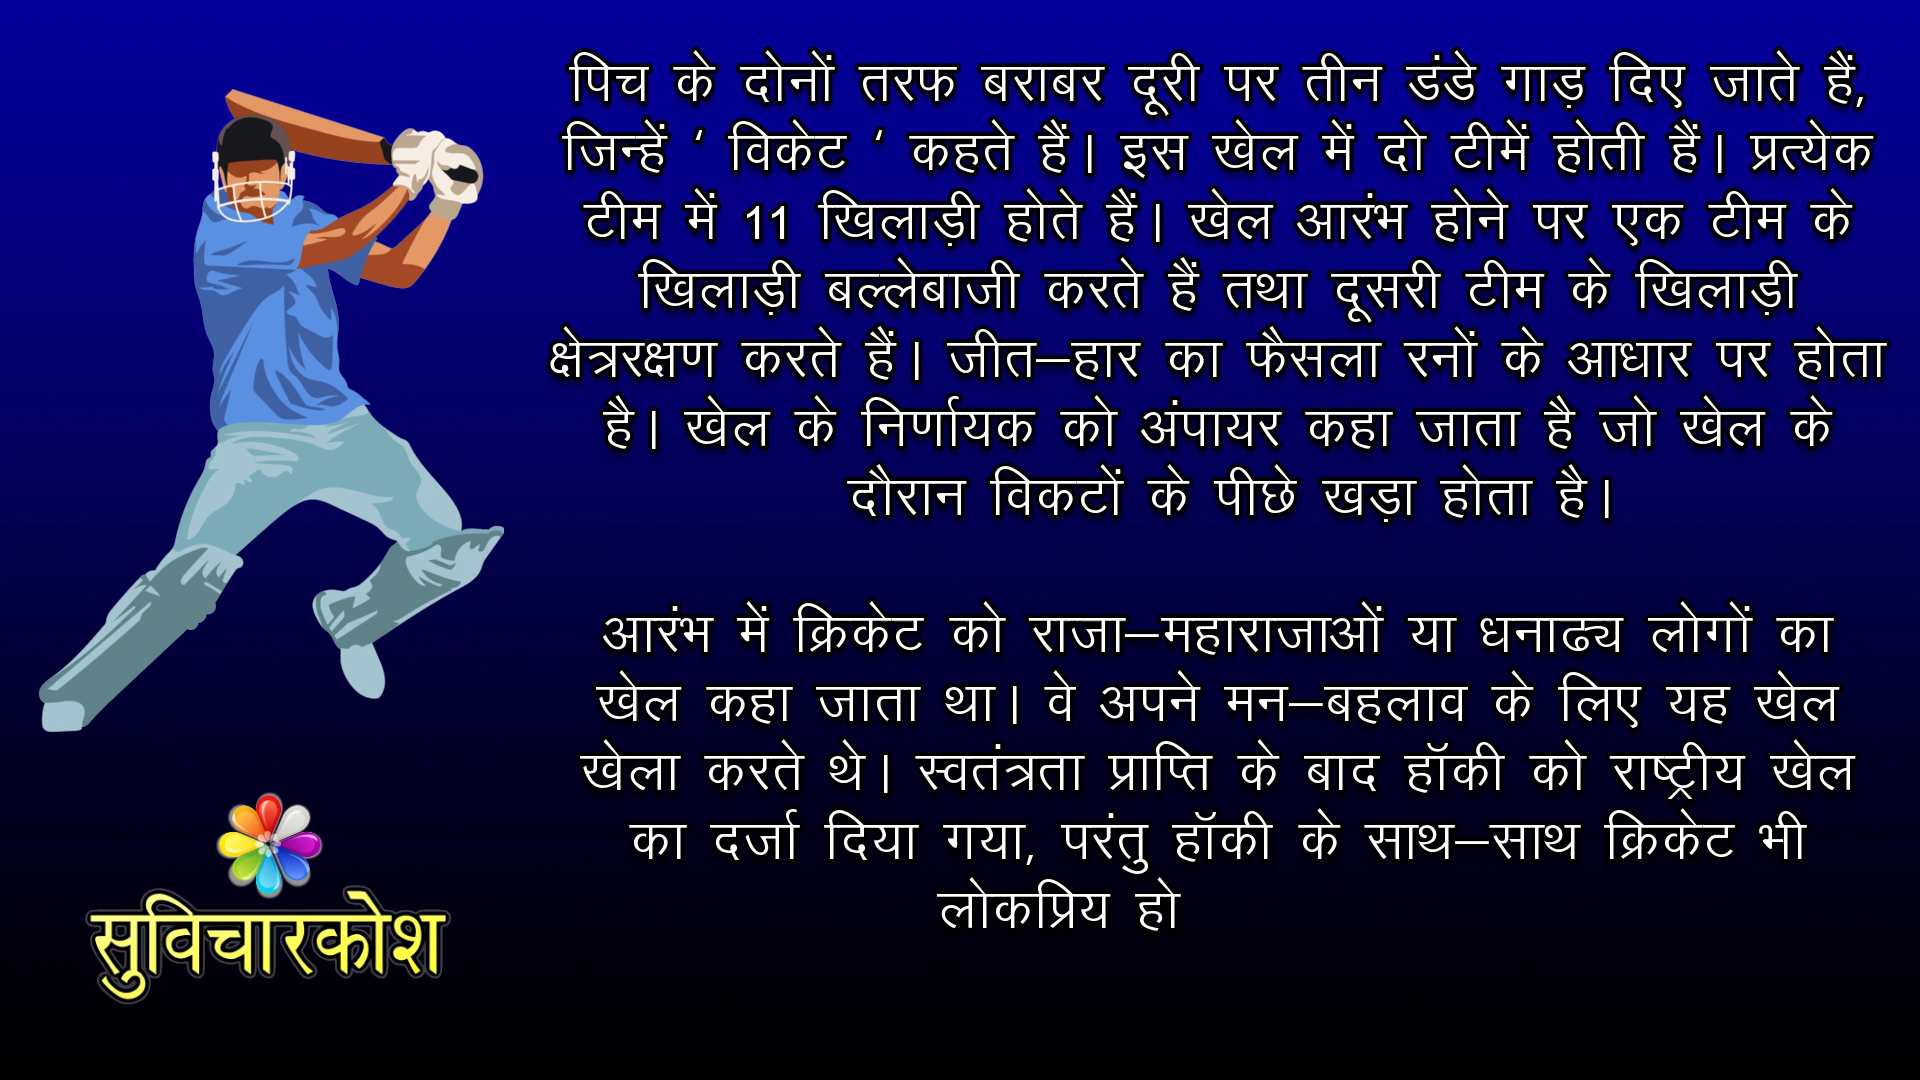 पिच के दोनों तरफ बराबर दूरी पर तीन डंडे गाड़ दिए जाते हैं,
जिन्हें ‘ विकेट ‘ कहते हैं। इस खेल में दो टीमें होती हैं। प्रत्येक
टीम में 11 खिलाड़ी होते हैं। खेल आरंभ होने पर एक टीम के
खिलाड़ी बल्लेबाजी करते हैं तथा दूसरी टीम के खिलाड़ी
क्षेत्ररक्षण करते हैं। जीत–हार का फैसला रनों के आधार पर होता
है। खेल के निर्णायक को अंपायर कहा जाता है जो खेल के
दौरान विकटों के पीछे खड़ा होता है।
आरंभ में क्रिकेट को राजा–महाराजाओं या धनाढ्य लोगों का
खेल कहा जाता था। वे अपने मन–बहलाव के लिए यह खेल
खेला करते थे। स्वतंत्रता प्राप्ति के बाद हॉकी को राष्ट्रीय खेल
का दर्जा दिया गया, परंतु हॉकी के साथ–साथ क्रिकेट भी
लोकप्रिय हो
सुविचारकोश